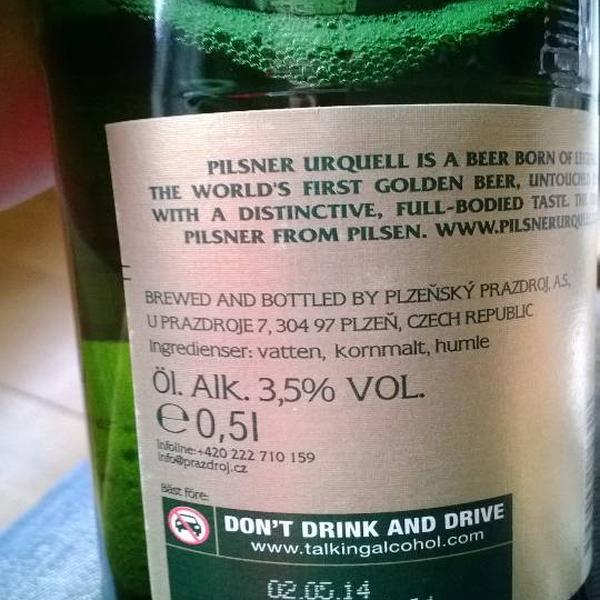 PILSNER URQUELL IS A BEER BORN OF
THE WORLD'S FIRST GOLDEN BEER, UNTOUCHED
WITH A DISTINCTIVE, FULL-BODIED TASTE. THE
PILSNER FROM PILSEN. WWW.PILSNERURQUELL
BREWED AND BOTTLED BY PLZEŇSKÝ PRAZDROJ, A.S.,
U PRAZDROJE 7, 304 97 PLZEŇ, CZECH REPUBLIC
Ingredienser: vatten, kornmalt, humle
Öl. Alk. 3,5% VOL.
℮ 0,5l
Infoline:+420 222 710 159
info@prazdroj.cz
Bäst före:
DON'T DRINK AND DRIVE
www.talkingalcohol.com
02.05.14